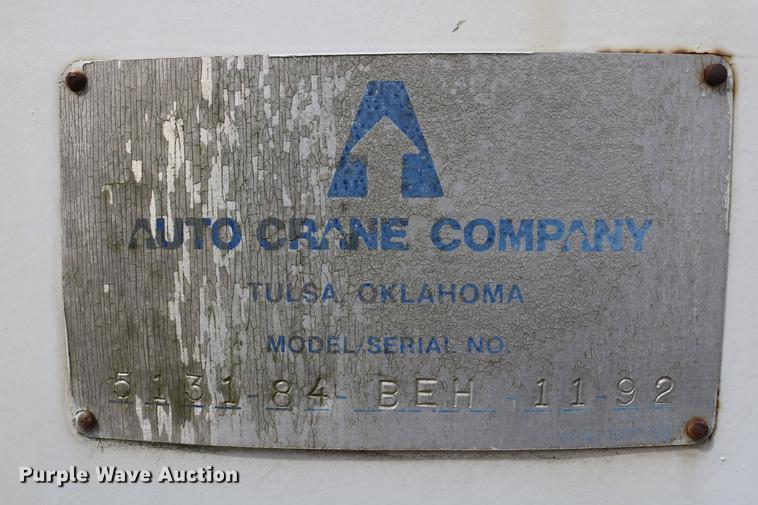 AUTO CRANE COMPANY
TULSA, OKLAHOMA
MODEL/SERIAL NO.
5131-84- BEH -11-92
Purple Wave Auction